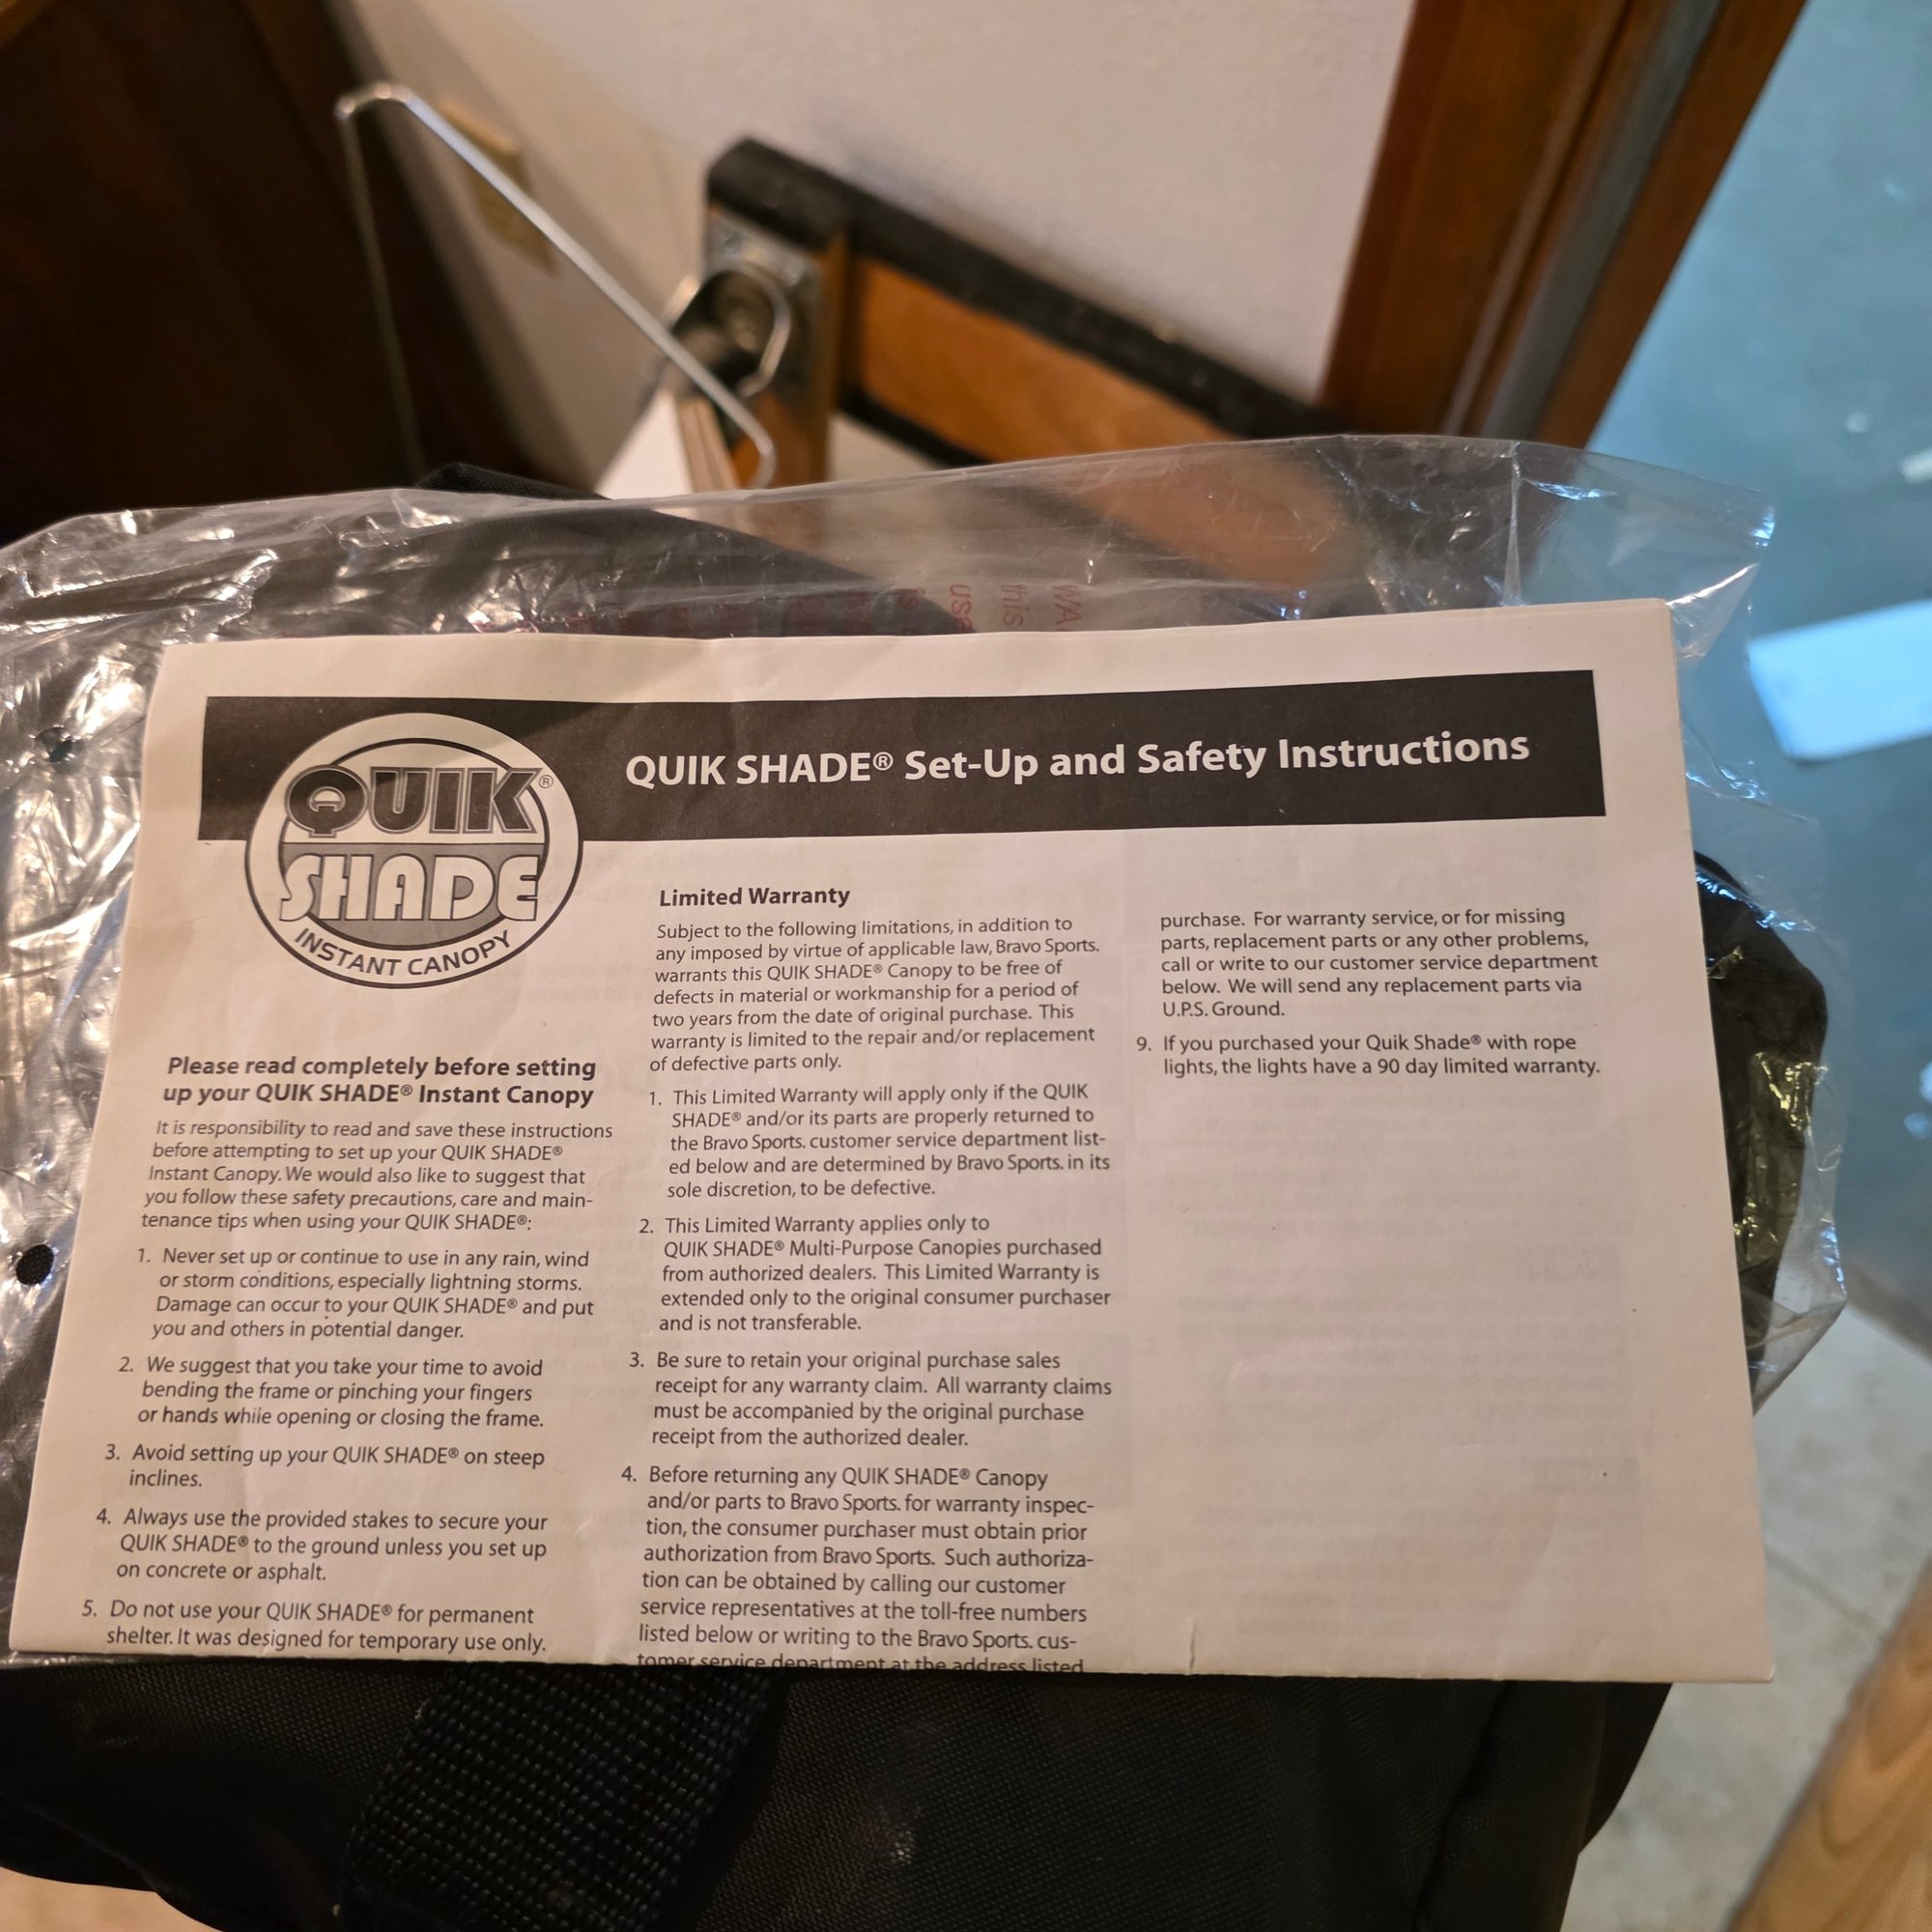 QUIK®
SHADE
INSTANT CANOPY
QUIK SHADE® Set-Up and Safety Instructions
Please read completely before setting
up your QUIK SHADE® Instant Canopy
It is responsibility to read and save these instructions
before attempting to set up your QUIK SHADE®
Instant Canopy. We would also like to suggest that
you follow these safety precautions, care and main-
tenance tips when using your QUIK SHADE®:
1. Never set up or continue to use in any rain, wind
or storm conditions, especially lightning storms.
Damage can occur to your QUIK SHADE® and put
you and others in potential danger.
2. We suggest that you take your time to avoid
bending the frame or pinching your fingers
or hands while opening or closing the frame.
3. Avoid setting up your QUIK SHADE® on steep
inclines.
4. Always use the provided stakes to secure your
QUIK SHADE® to the ground unless you set up
on concrete or asphalt.
5. Do not use your QUIK SHADE® for permanent
shelter. It was designed for temporary use only.
Limited Warranty
Subject to the following limitations, in addition to
any imposed by virtue of applicable law, Bravo Sports.
warrants this QUIK SHADE® Canopy to be free of
defects in material or workmanship for a period of
two years from the date of original purchase. This
warranty is limited to the repair and/or replacement
of defective parts only.
1. This Limited Warranty will apply only if the QUIK
SHADE® and/or its parts are properly returned to
the Bravo Sports. customer service department list-
ed below and are determined by Bravo Sports. in its
sole discretion, to be defective.
2. This Limited Warranty applies only to
QUIK SHADE® Multi-Purpose Canopies purchased
from authorized dealers. This Limited Warranty is
extended only to the original consumer purchaser
and is not transferable.
3. Be sure to retain your original purchase sales
receipt for any warranty claim. All warranty claims
must be accompanied by the original purchase
receipt from the authorized dealer.
4. Before returning any QUIK SHADE® Canopy
and/or parts to Bravo Sports. for warranty inspec-
tion, the consumer purchaser must obtain prior
authorization from Bravo Sports. Such authoriza-
tion can be obtained by calling our customer
service representatives at the toll-free numbers
listed below or writing to the Bravo Sports. cus-
tomer service department at the address listed
purchase. For warranty service, or for missing
parts, replacement parts or any other problems,
call or write to our customer service department
below. We will send any replacement parts via
U.P.S. Ground.
9. If you purchased your Quik Shade® with rope
lights, the lights have a 90 day limited warranty.
this